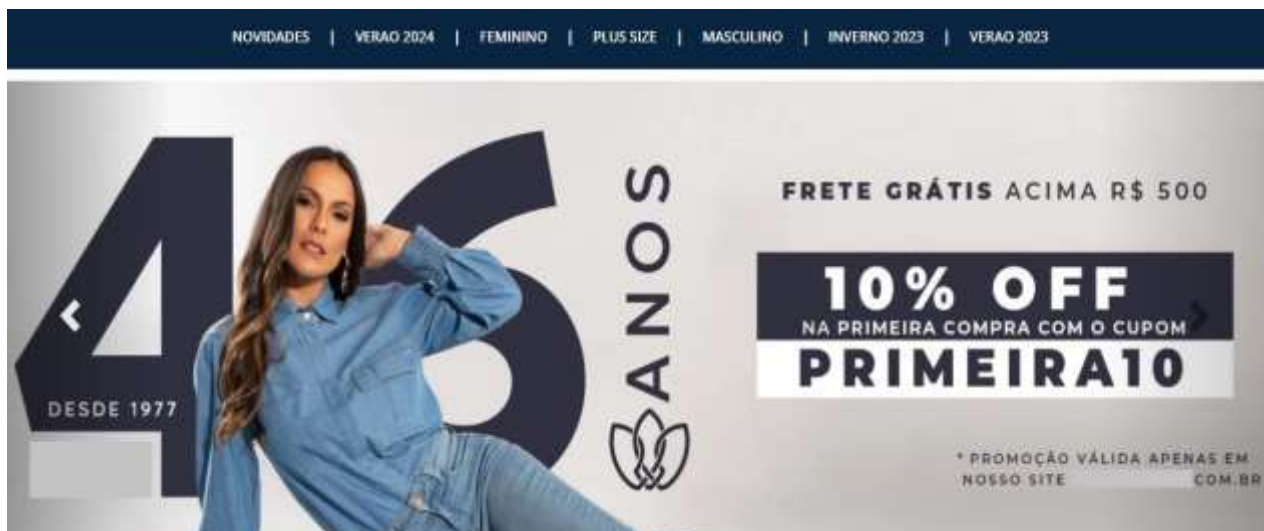 NOVIDADES | VERAO 2024 | FEMININO | PLUS SIZE | MASCULINO | INVERNO 2023 | VERAO 2023
46
ANOS
DESDE 1977
FRETE GRÁTIS ACIMA R$ 500
10% OFF
NA PRIMEIRA COMPRA COM O CUPOM
PRIMEIRA10
* PROMOÇÃO VÁLIDA APENAS EM
NOSSO SITE COM.BR